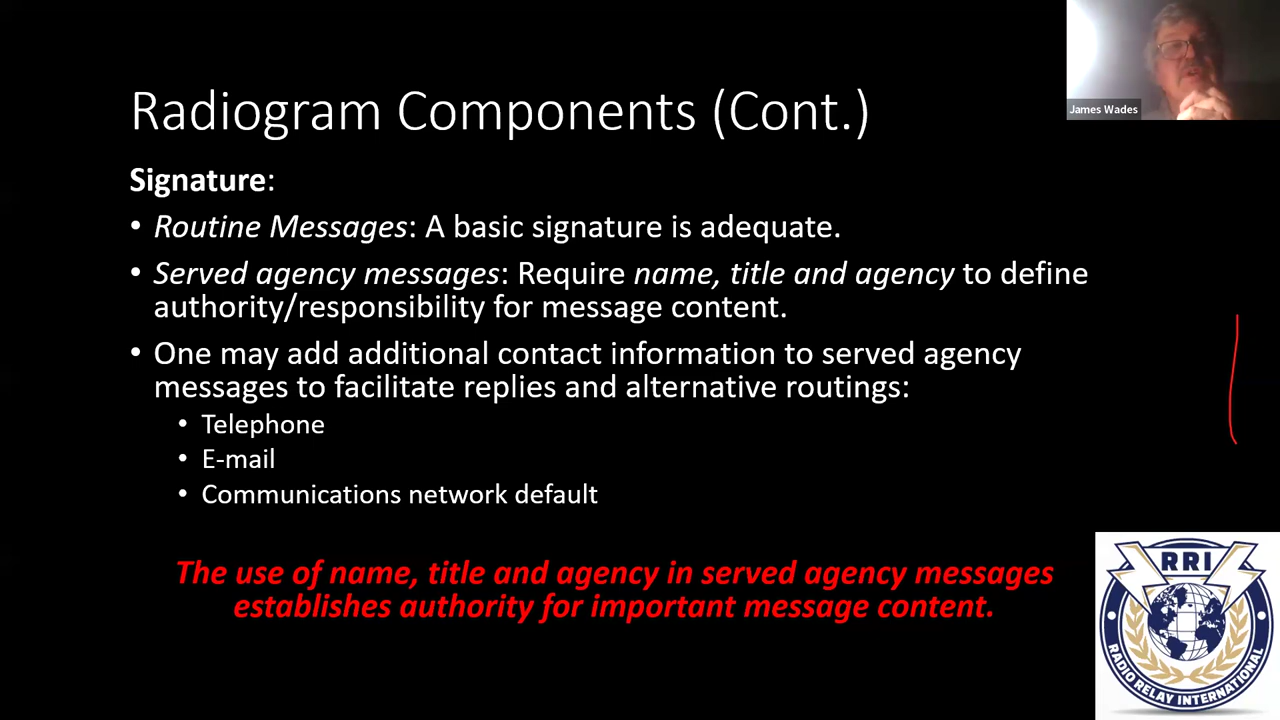 James Wades
Radiogram Components (Cont.)
Signature:
• Routine Messages: A basic signature is adequate.
• Served agency messages: Require name, title and agency to define
authority/responsibility for message content.
• One may add additional contact information to served agency
messages to facilitate replies and alternative routings:
• Telephone
• E-mail
• Communications network default
The use of name, title and agency in served agency messages
establishes authority for important message content.
RRI
RADIO RELAY INTERNATIONAL